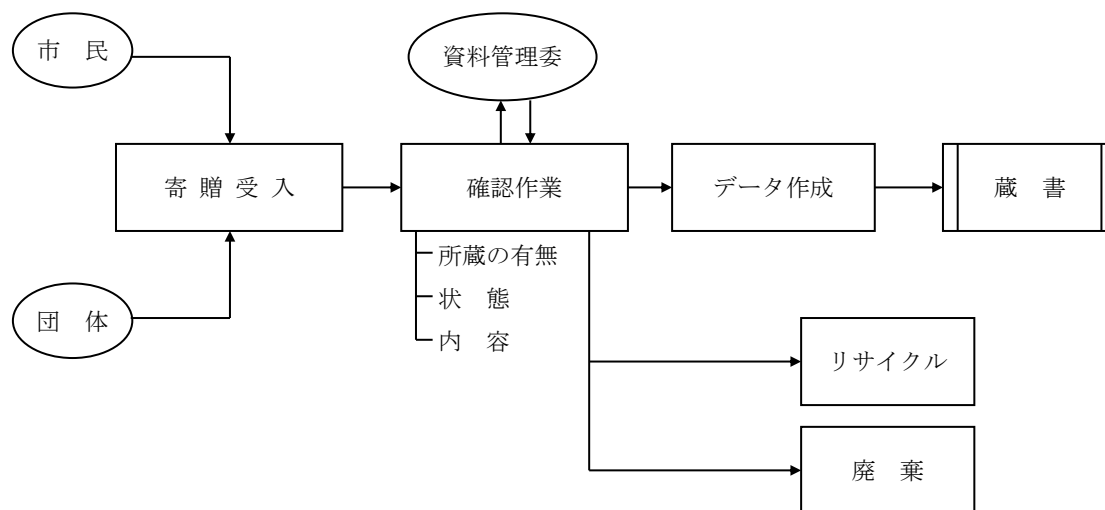 市　民
資料管理委
寄 贈 受 入
確認作業
データ作成
蔵　書
所蔵の有無
状　態
内　容
団　体
リサイクル
廃　棄